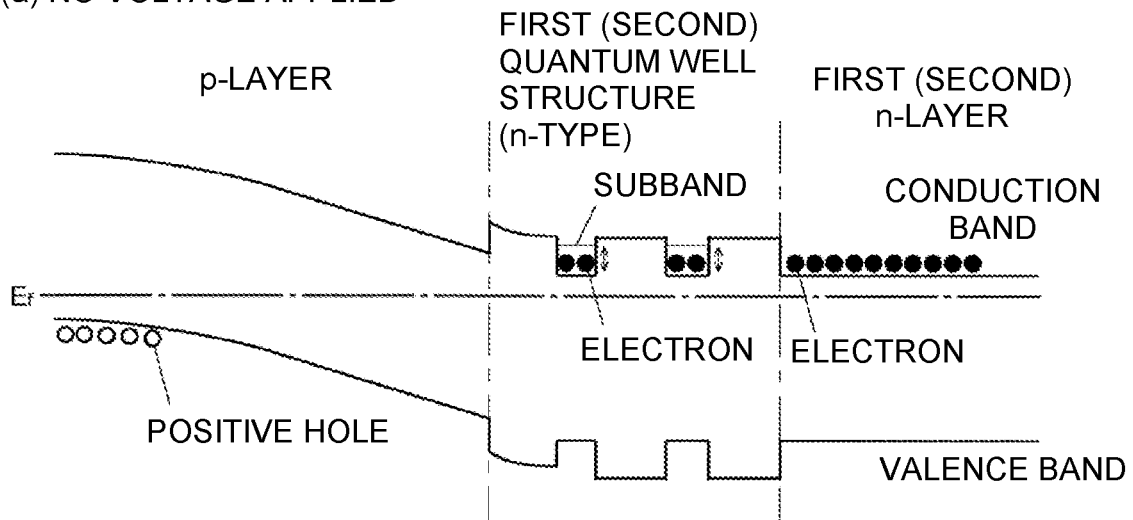 (a) NO VOLTAGE APPLIED
FIRST (SECOND)
QUANTUM WELL
STRUCTURE
(n-TYPE)
p-LAYER
FIRST (SECOND)
n-LAYER
SUBBAND
CONDUCTION
BAND
Ef
ELECTRON
ELECTRON
POSITIVE HOLE
VALENCE BAND